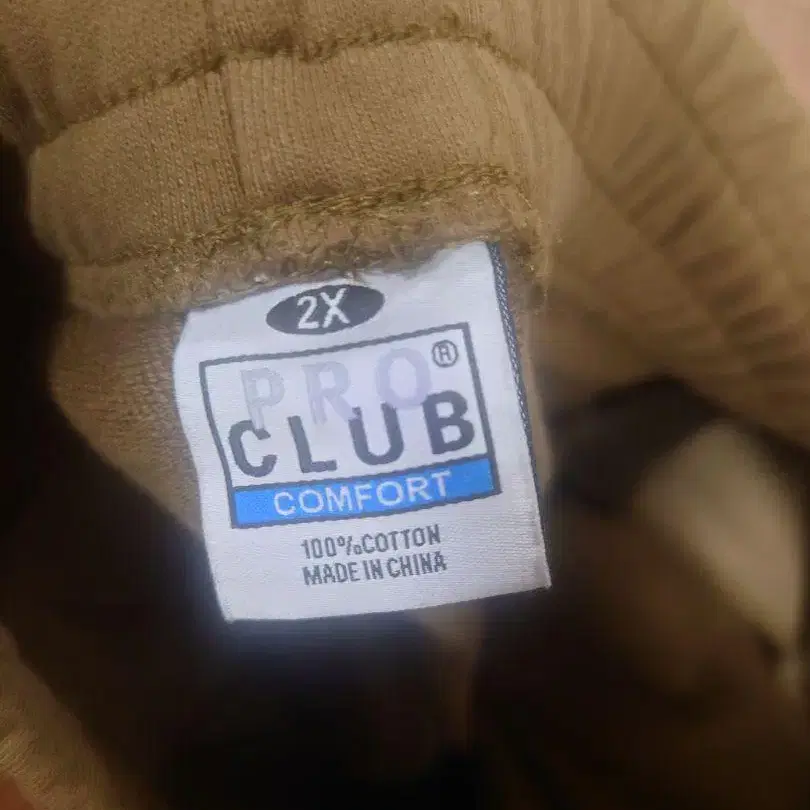 2X
PRO®
CLUB
COMFORT
100%COTTON
MADE IN CHINA